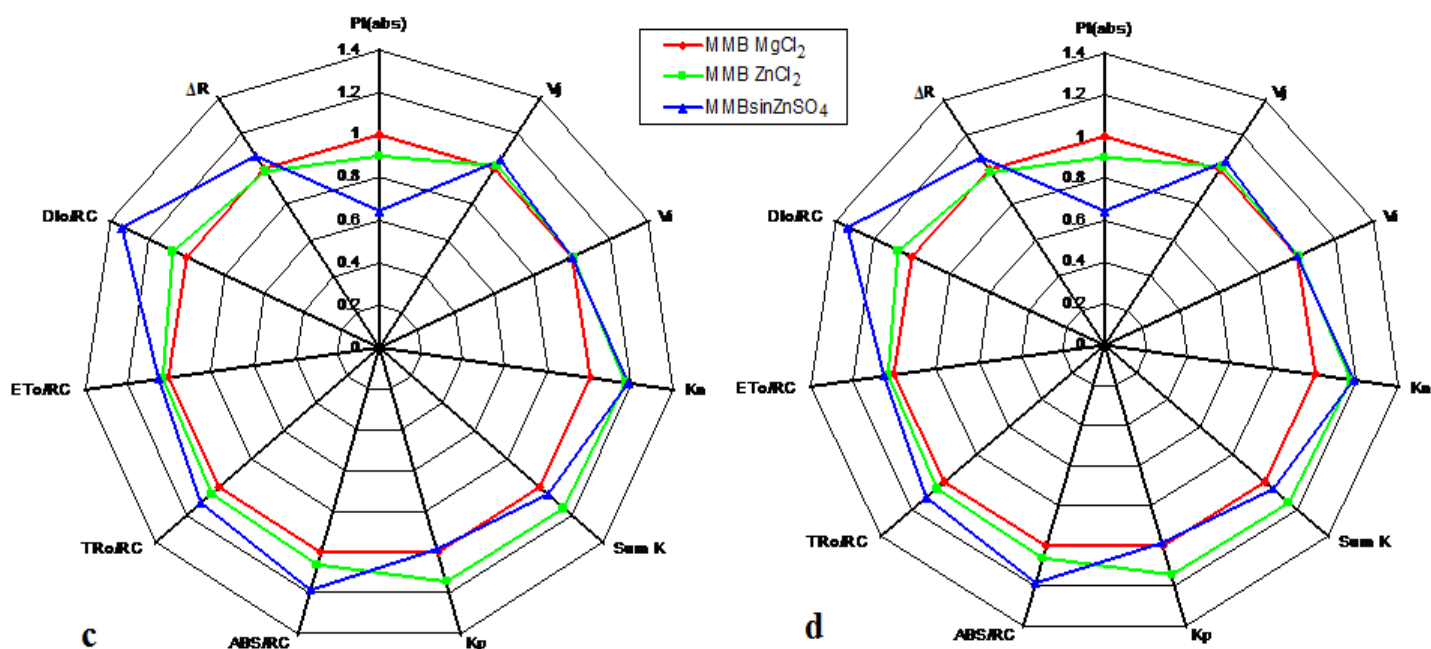 PI(abs)
1.4
ΔR
1.2
Vj
1
DIo/RC
0.8
Vi
0.6
0.4
0.2
0
ETo/RC
Kn
TRo/RC
Sum K
ABS/RC
Kp
c
MMB MgCl2
MMB ZnCl2
MMBsinZnSO4
PI(abs)
1.4
ΔR
1.2
Vj
1
DIo/RC
0.8
Vi
0.6
0.4
0.2
0
ETo/RC
Kn
TRo/RC
Sum K
ABS/RC
Kp
d